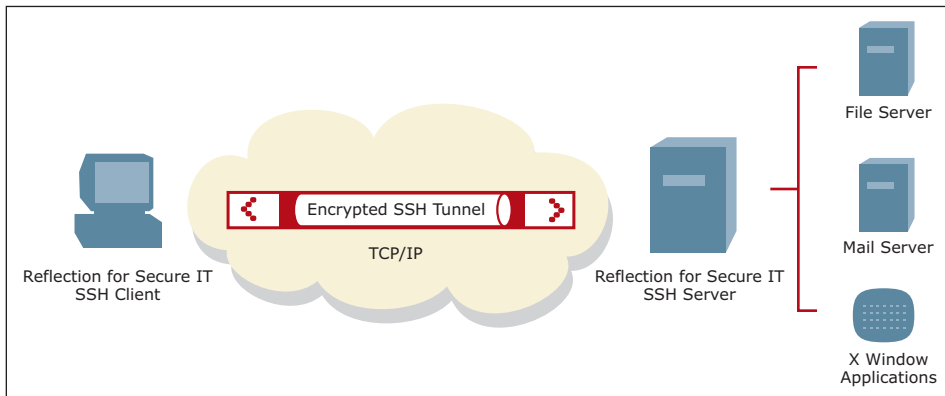 File Server
Encrypted SSH Tunnel
TCP/IP
Mail Server
Reflection for Secure IT
SSH Client
Reflection for Secure IT
SSH Server
X Window
Applications